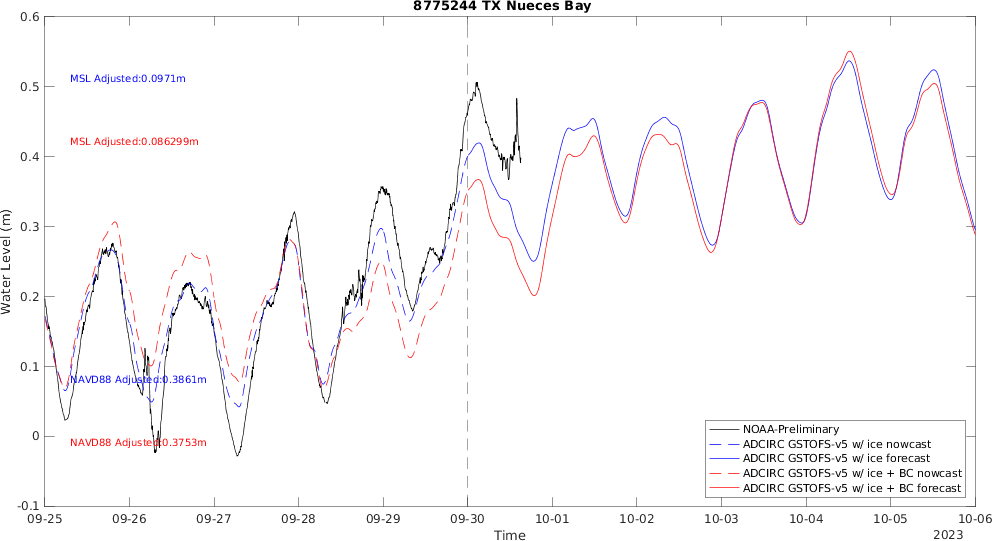 8775244 TX Nueces Bay
0.6
0.5
0.4
0.3
0.2
0.1
0
-0.1
Water Level (m)
MSL Adjusted:0.0971m
MSL Adjusted:0.086299m
NAVD88 Adjusted:0.3861m
NAVD88 Adjusted:0.3753m
NOAA-Preliminary
ADCIRC GSTOFS-v5 w/ ice nowcast
ADCIRC GSTOFS-v5 w/ ice forecast
ADCIRC GSTOFS-v5 w/ ice + BC nowcast
ADCIRC GSTOFS-v5 w/ ice + BC forecast
09-25 09-26 09-27 09-28 09-29 09-30 10-01 10-02 10-03 10-04 10-05 10-06
Time
2023